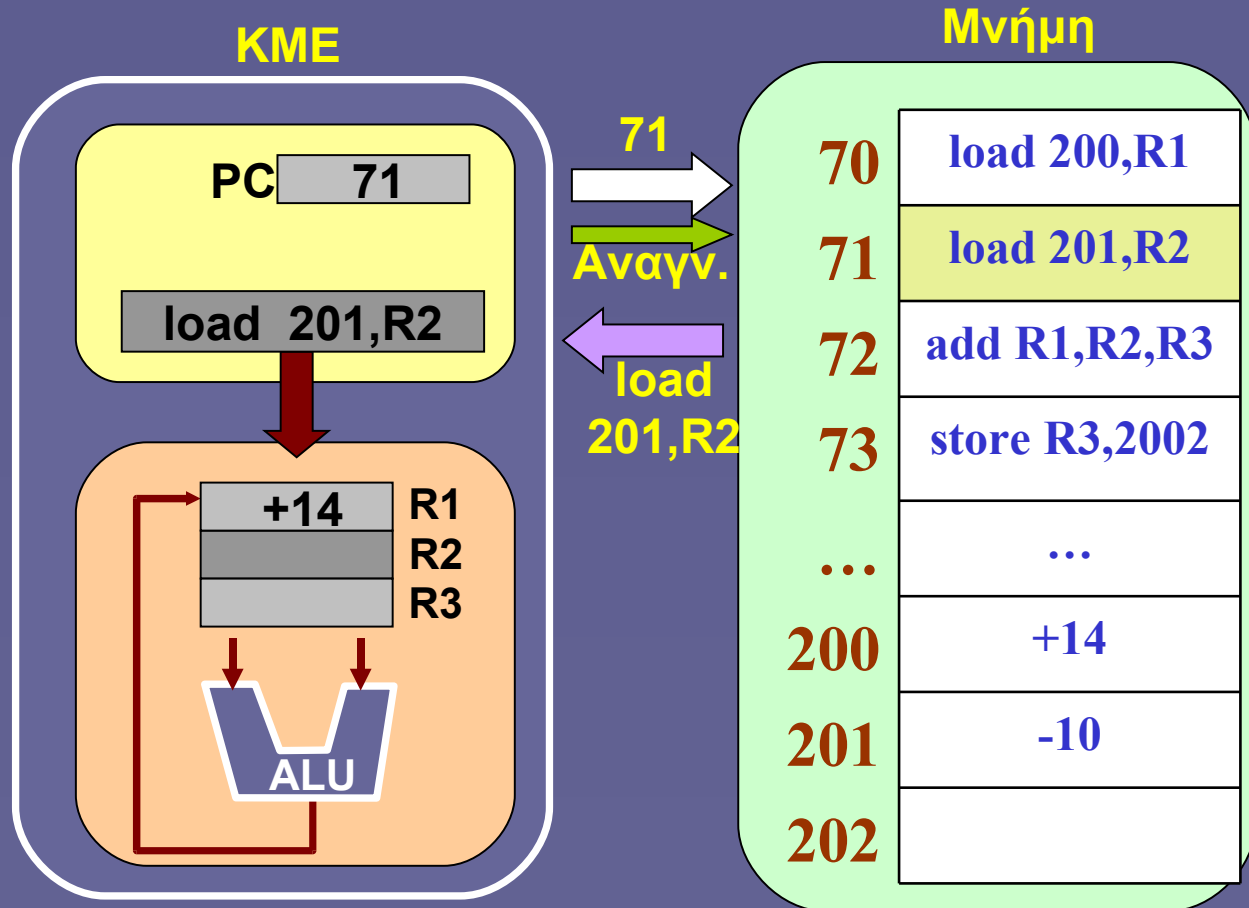 ΚΜΕ
Μνήμη
PC 71
load 201,R2
+14 R1
R2
R3
ALU
71
Αναγν.
load
201,R2
70 load 200,R1
71 load 201,R2
72 add R1,R2,R3
73 store R3,2002
... ...
200 +14
201 -10
202